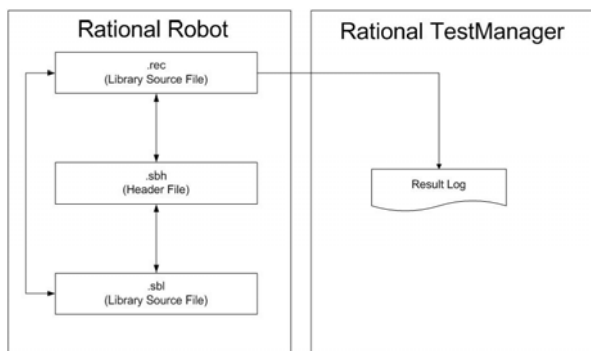 Rational Robot
.rec
(Library Source File)
.sbh
(Header File)
.sbl
(Library Source File)
Rational TestManager
Result Log